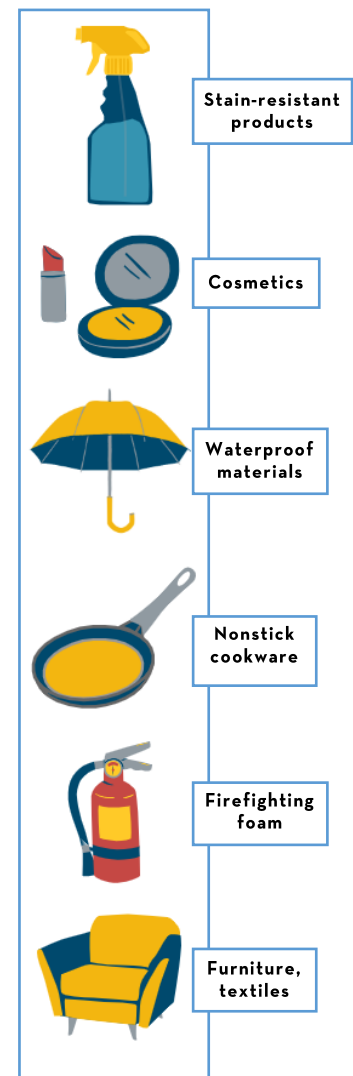 Stain-resistant
products
Cosmetics
Waterproof
materials
Nonstick
cookware
Firefighting
foam
Furniture,
textiles